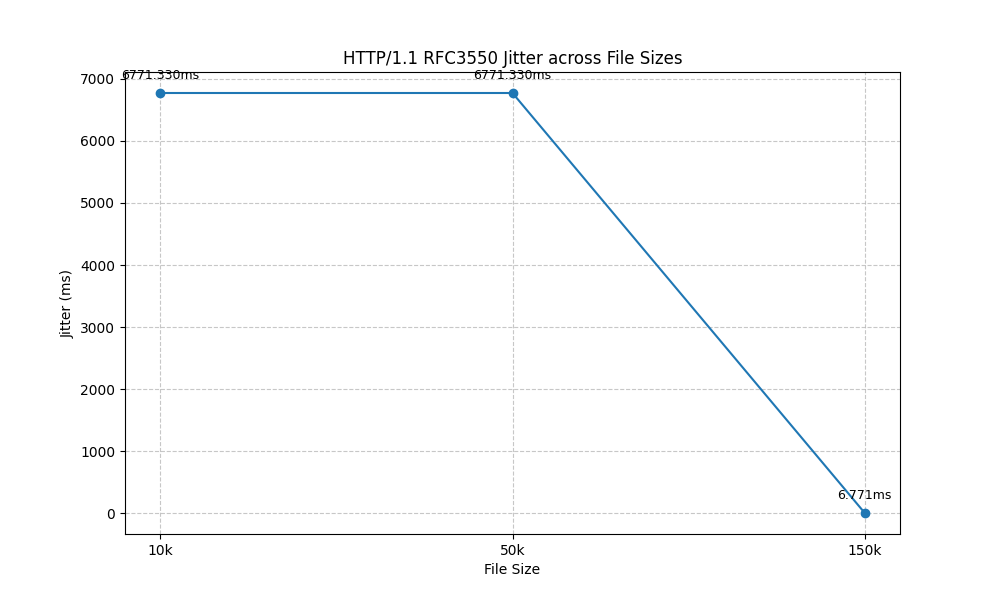 HTTP/1.1 RFC3550 Jitter across File Sizes
6771.330ms
6771.330ms
7000
6000
5000
4000
3000
2000
1000
0
Jitter (ms)
6.771ms
10k
50k
150k
File Size